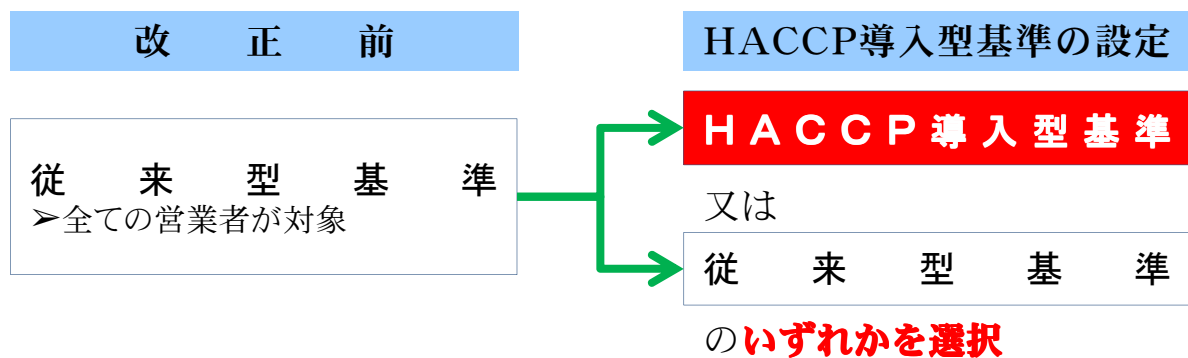 改正前
従来型基準
➢全ての営業者が対象
HACCP導入型基準の設定
ＨＡＣＣＰ導入型基準
又は
従来型基準
のいずれかを選択